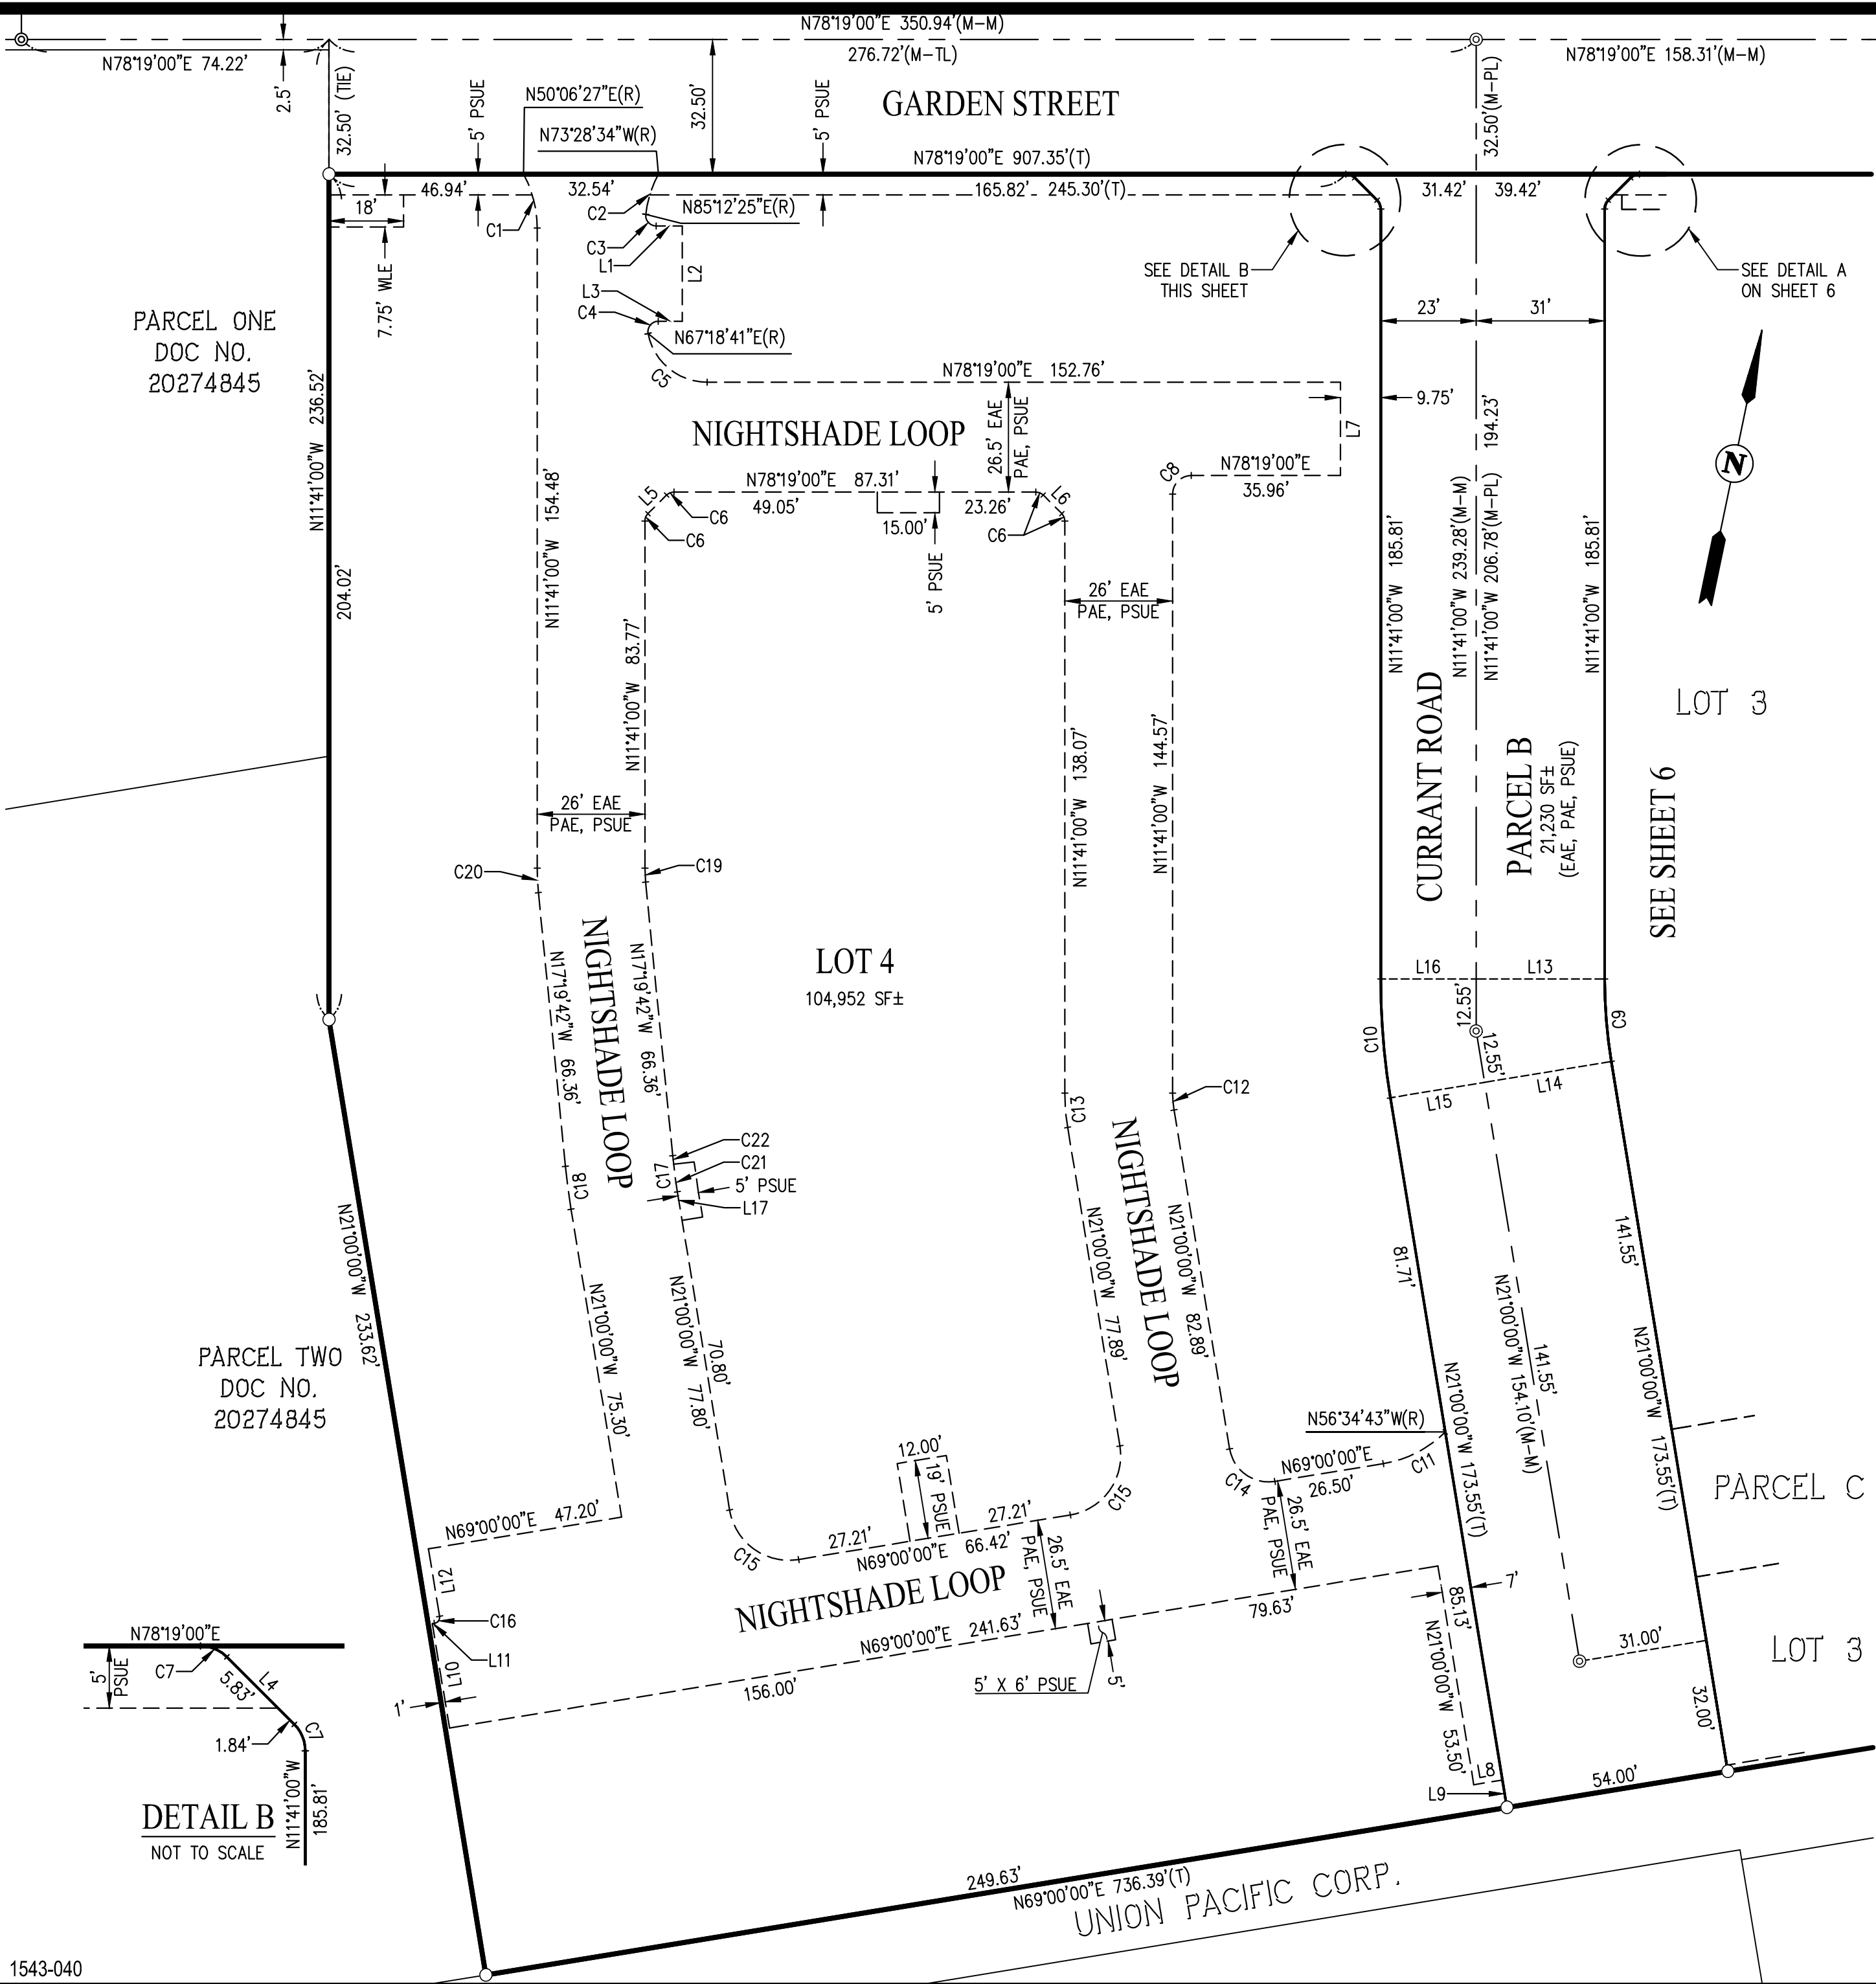 N78°19'00"E 350.94'(M-M)
N78°19'00"E 74.22'
276.72'(M-TL)
N78°19'00"E 158.31'(M-M)
2.5'
32.50' (TIE)
5' PSUE
N50°06'27"E(R)
N73°28'34"W(R)
32.50'
5' PSUE
GARDEN STREET
32.50'(M-PL)
N78°19'00"E 907.35'(T)
46.94'
32.54'
165.82'
245.30'(T)
31.42'
39.42'
18'
C1
C2
N85°12'25"E(R)
C3
L1
L2
L3
C4
N67°18'41"E(R)
C5
7.75' WLE
SEE DETAIL B
THIS SHEET
SEE DETAIL A
ON SHEET 6
23'
31'
PARCEL ONE
DOC NO.
20274845
N11°41'00"W 236.52'
204.02'
N78°19'00"E 152.76'
9.75'
NIGHTSHADE LOOP
26.5' EAE
PAE, PSUE
L7
N78°19'00"E
35.96'
C8
N78°19'00"E 87.31'
49.05'
15.00'
23.26'
L5
C6
C6
L6
C6
5' PSUE
N
N11°41'00"W 154.48'
N11°41'00"W 83.77'
26' EAE
PAE, PSUE
26' EAE
PAE, PSUE
N11°41'00"W 138.07'
N11°41'00"W 144.57'
N11°41'00"W 185.81'
N11°41'00"W 239.28'(M-M)
194.23'
N11°41'00"W 206.78'(M-PL)
N11°41'00"W 185.81'
LOT 3
CURRANT ROAD
PARCEL B
21,230 SF±
(EAE, PAE, PSUE)
SEE SHEET 6
C20
C19
NIGHTSHADE LOOP
N17°19'42"W 66.36'
N17°19'42"W 66.36'
LOT 4
104,952 SF±
L16
L13
12.55'
12.55'
C10
C9
L15
L14
C13
C12
C22
C21
5' PSUE
L17
C17
C18
NIGHTSHADE LOOP
N21°00'00"W 233.62'
N21°00'00"W 75.30'
N21°00'00"W 77.80'
70.80'
N21°00'00"W 77.89'
N21°00'00"W 82.89'
81.71'
N21°00'00"W 173.55'(T)
141.55'
N21°00'00"W 154.10'(M-M)
141.55'
N21°00'00"W 173.55'(T)
PARCEL TWO
DOC NO.
20274845
N56°34'43"W(R)
12.00'
19' PSUE
N69°00'00"E
26.50'
C11
C14
C15
C15
27.21'
27.21'
N69°00'00"E 66.42'
26.5' EAE
PAE, PSUE
26.5' EAE
PAE, PSUE
PARCEL C
N69°00'00"E 47.20'
L12
C16
L11
L10
1'
NIGHTSHADE LOOP
N69°00'00"E 241.63'
79.63'
156.00'
5' X 6' PSUE
5'
85.13'
7'
N21°00'00"W 53.50'
31.00'
LOT 3
32.00'
L8
L9
54.00'
N78°19'00"E
5'
PSUE
C7
5.83'
L4
1.84'
C7
N11°41'00"W
185.81'
DETAIL B
NOT TO SCALE
249.63'
N69°00'00"E 736.39'(T)
UNION PACIFIC CORP.
1543-040